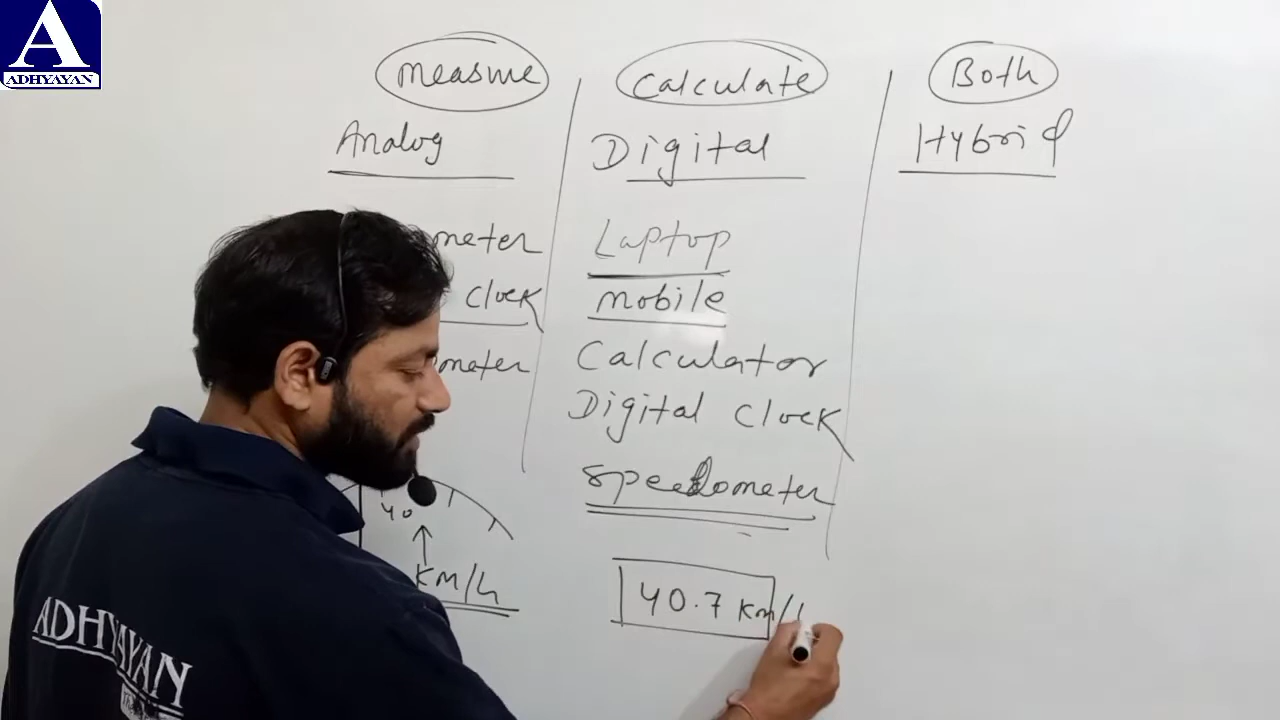 A
ADHYAYAN
Measure
Calculate
Both
Analog
Digital
Hybrid
meter
Laptop
Clock
mobile
ometer
Calculator
Digital Clock
Speedometer
40
Km/h
40.7 Km/
ADHYAYAN